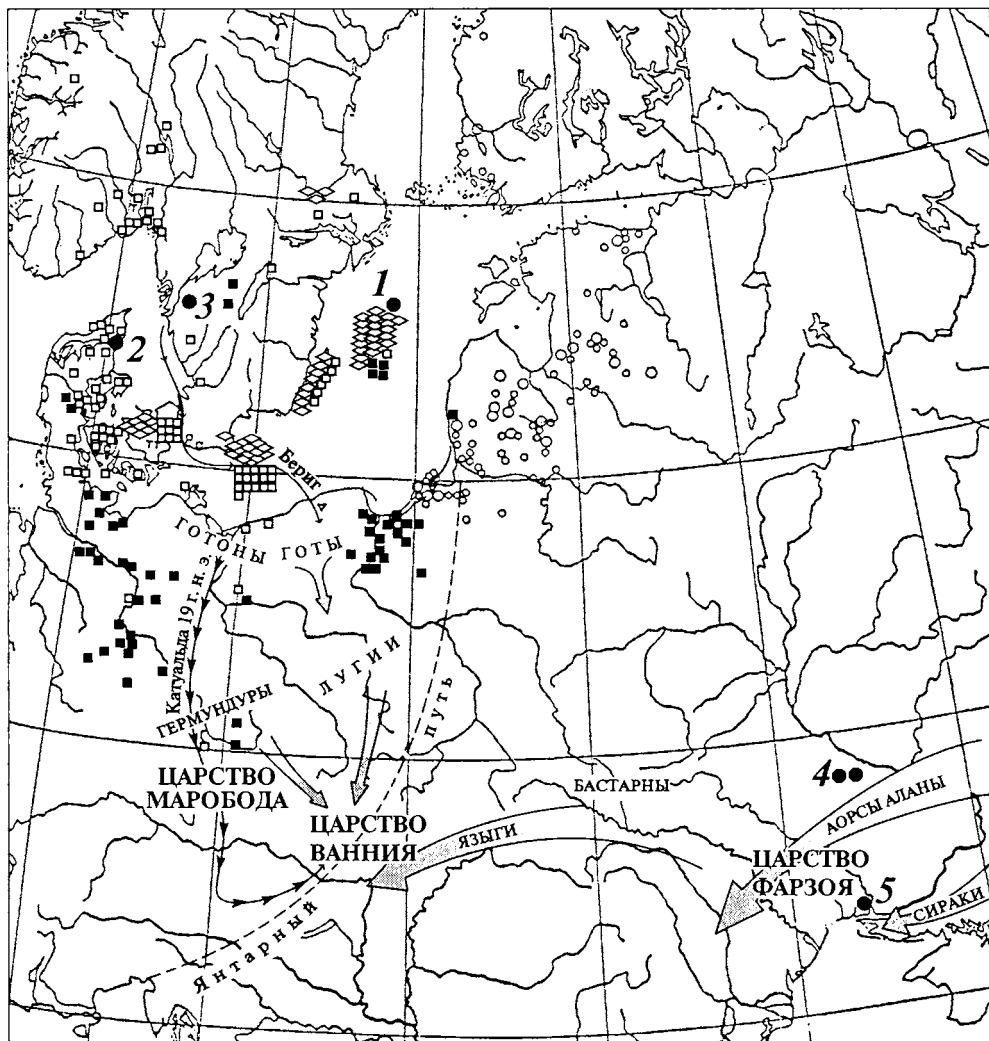 1
3
2
Бериг
ГОТОНЫ ГОТЫ
Катуальда 19 г. н. э.
ЛУГИИ
ГЕРМУНДУРЫ
ПУТЬ
ЦАРСТВО
МАРОБОДА
БАСТАРНЫ
4
АОРСЫ АЛАНЫ
ЦАРСТВО
ВАННИЯ
ЯЗЫГИ
ЦАРСТВО
ФАРЗОЯ
5
СИРАКИ
Янтарный